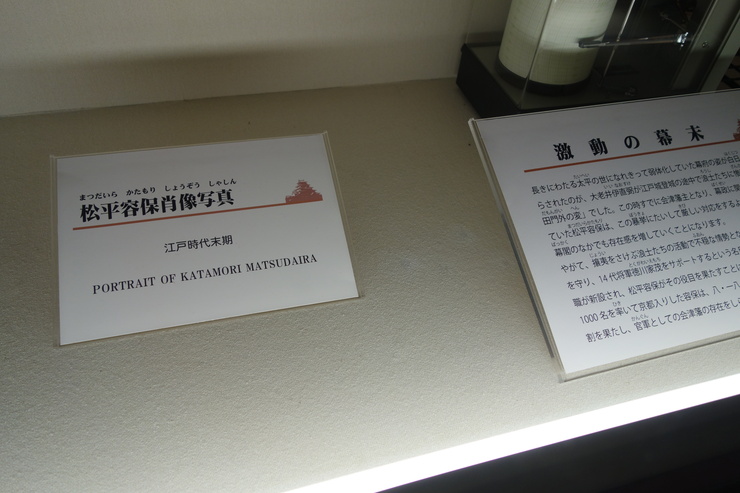 まつだいら かたもり しょうぞう しゃしん
松平容保肖像写真
江戸時代末期
PORTRAIT OF KATAMORI MATSUDAIRA
激動の幕末
長きにわたる太平の世になれきって弱体化していた幕府の姿が白日
らされたのが、大老井伊直弼が江戸城登城の途中で浪士たちに
田門外の変」でした。この時すでに会津藩主となり、幕政に
ていた松平容保は、この暴挙にたいして厳しい対応をする
幕閣のなかでも存在感を増していくことになります。
やがて、攘夷をさけぶ浪士たちの活動で不穏な情勢とな
を守り、14代将軍徳川家茂をサポートするという名
職が新設され、松平容保がその役目を果たすことに
1000名を率いて京都入りした容保は、八・一八
割を果たし、官軍としての会津藩の存在をし